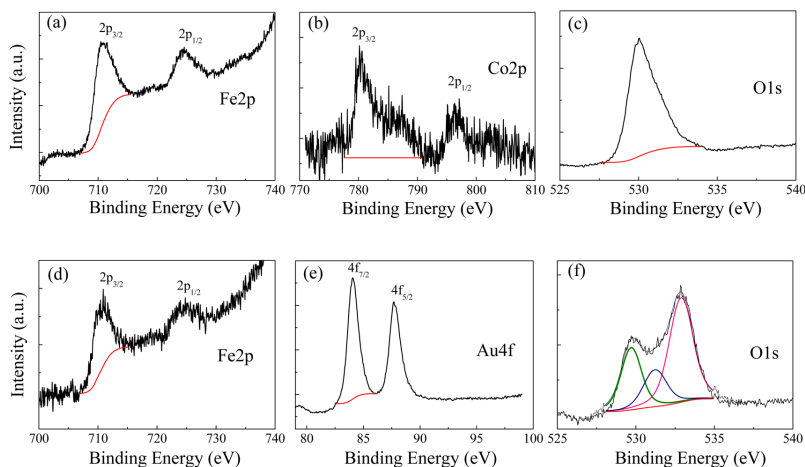 (a)
2p3/2
2p1/2
Fe2p
Intensity (a.u.)
700 710 720 730 740
Binding Energy (eV)
(b)
2p3/2
2p1/2
Co2p
770 780 790 800 810
Binding Energy (eV)
(c)
O1s
525 530 535 540
Binding Energy (eV)
(d)
2p3/2
2p1/2
Fe2p
Intensity (a.u.)
700 710 720 730 740
Binding Energy (eV)
(e)
4f7/2
4f5/2
Au4f
80 85 90 95 100
Binding Energy (eV)
(f)
O1s
525 530 535 540
Binding Energy (eV)